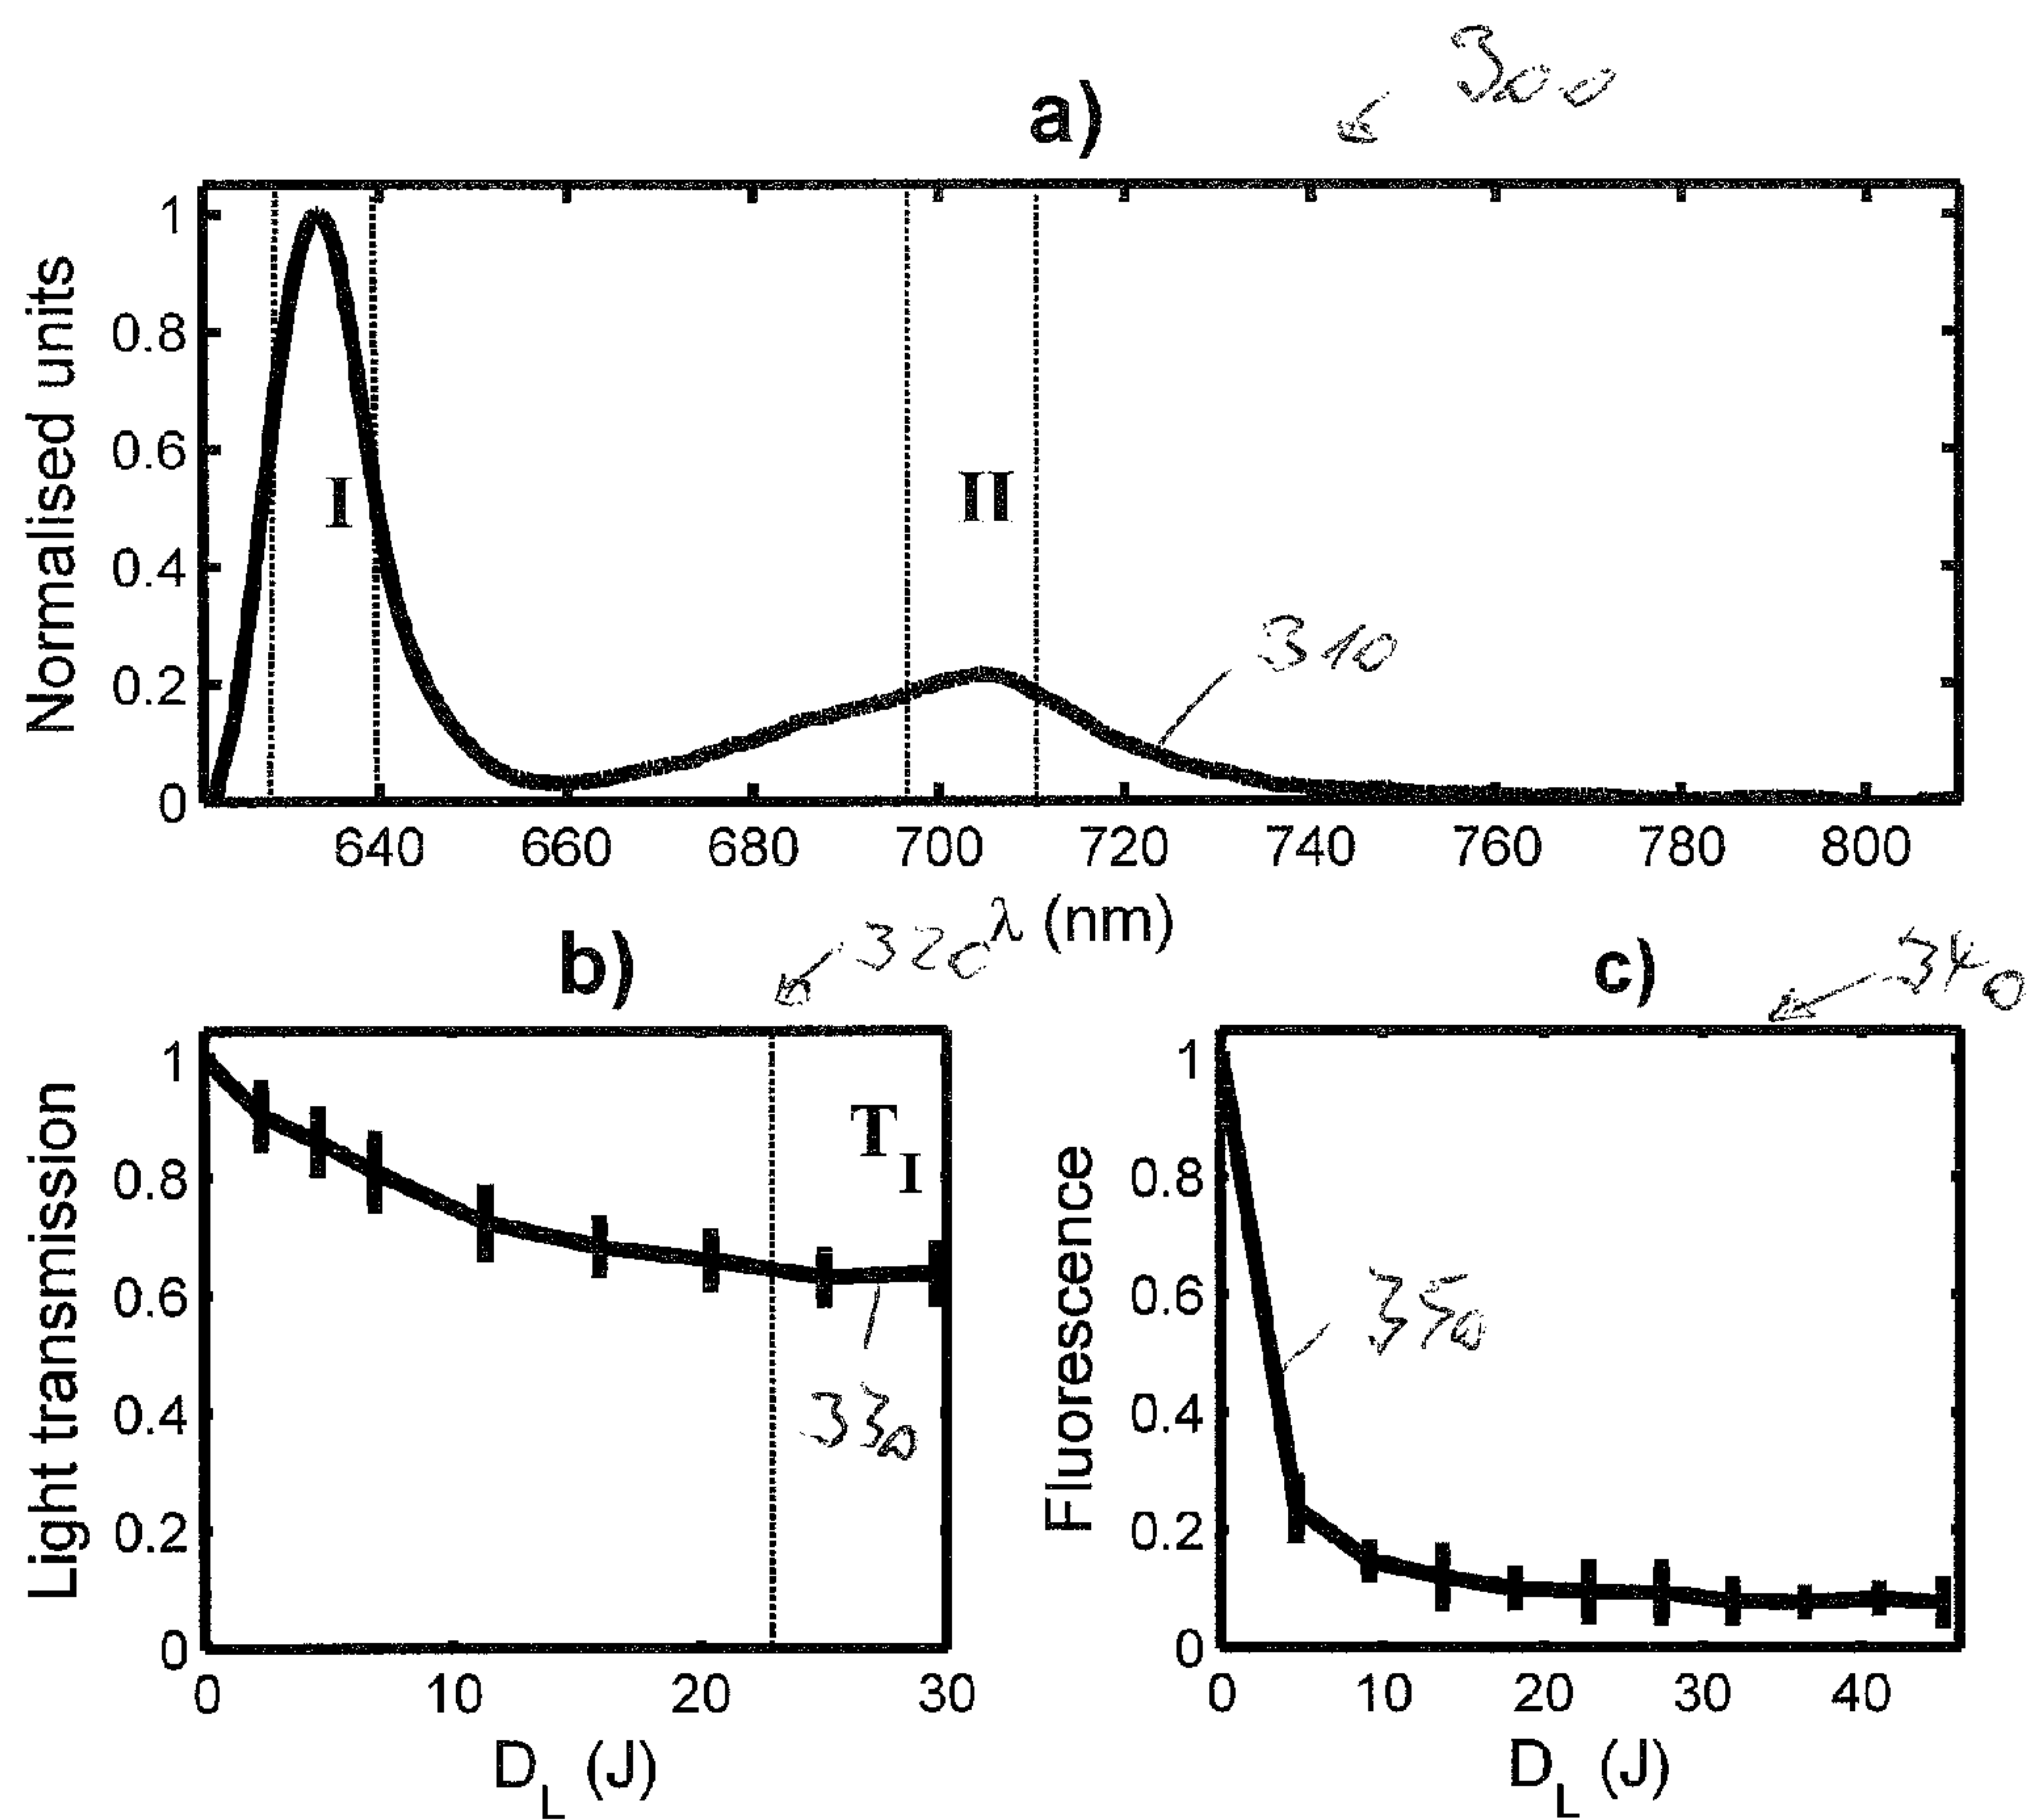 a)
300
Normalised units
1
0.8
0.6
0.4
0.2
0
I
II
310
640 660 680 700 720 740 760 780 800
λ (nm)
b)
320
Light transmission
1
0.8
0.6
0.4
0.2
0
T I
330
0 10 20 30
D L (J)
c)
340
Fluorescence
1
0.8
0.6
0.4
0.2
0
350
0 10 20 30 40
D L (J)